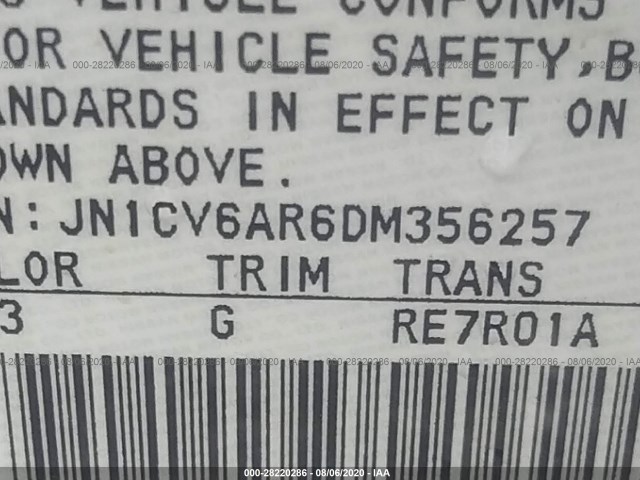 VEHICLE CONFORMS
OR VEHICLE SAFETY, B
ANDARDS IN EFFECT ON
OWN ABOVE.
N: JN1CV6AR6DM356257
LOR TRIM TRANS
3 G RE7R01A
000-28220286 - 08/06/2020 - IAA